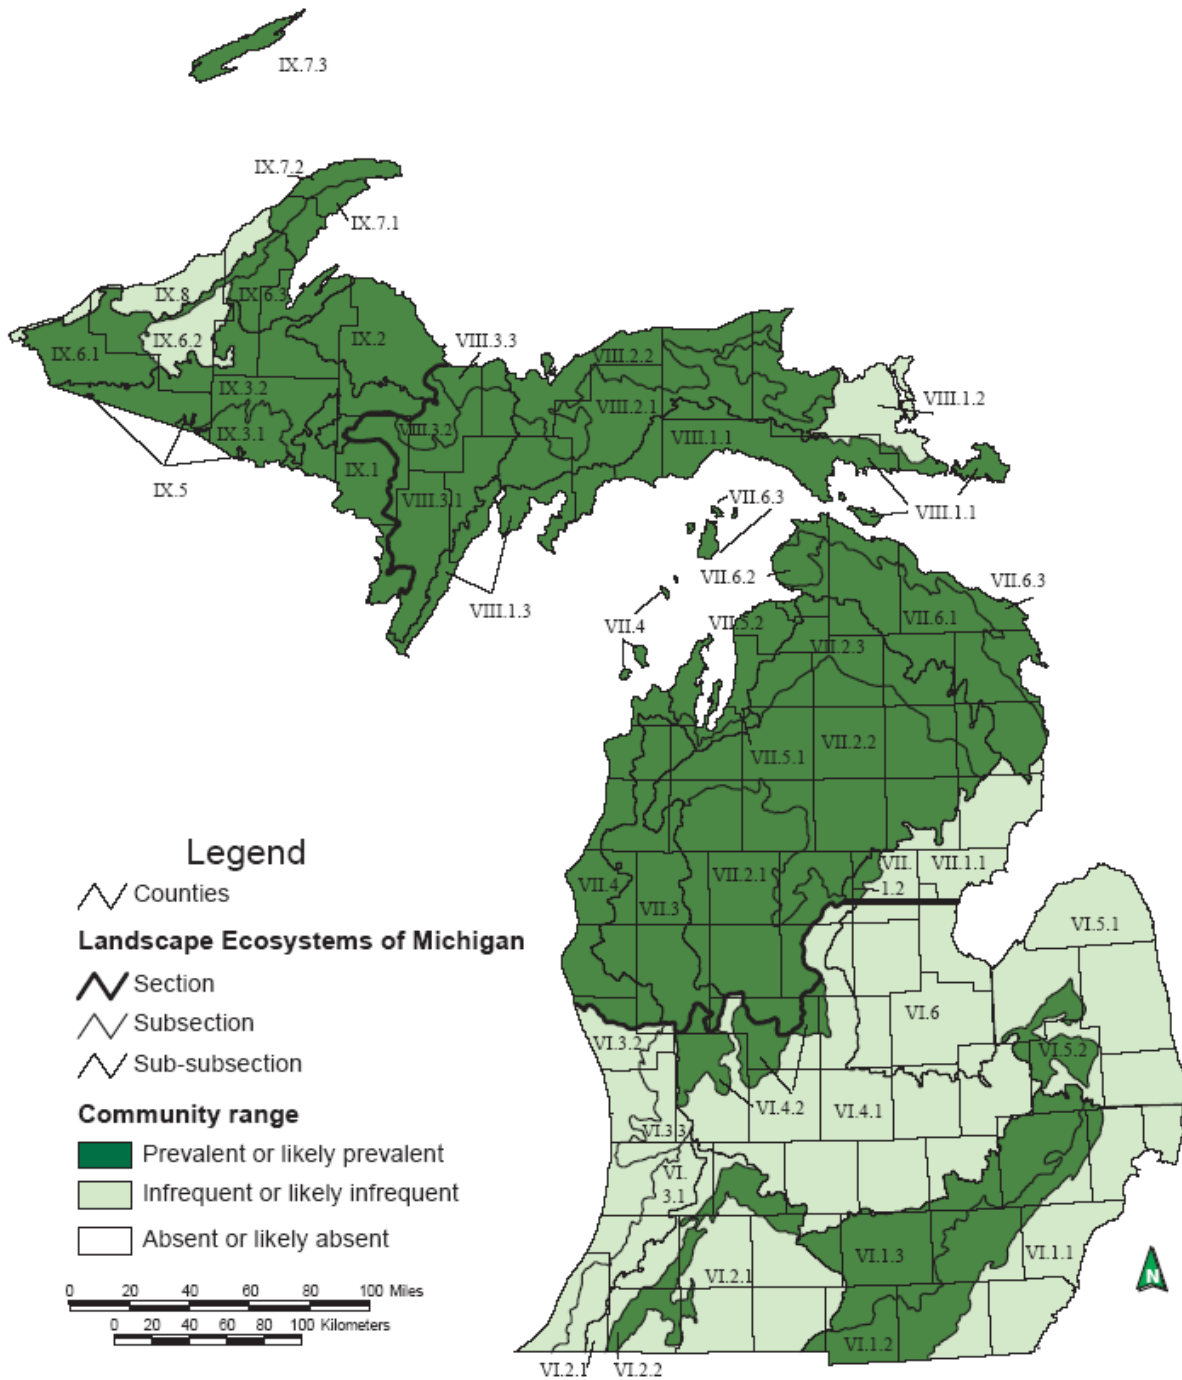 IX.7.3
IX.7.2
IX.7.1
IX.8
IX.6.3
IX.6.2
IX.6.1
IX.2
VIII.3.3
VIII.2.2
IX.3.2
VIII.2.1
VIII.1.2
IX.3.1
VIII.3.2
VIII.1.1
IX.1
IX.5
VIII.3.1
VII.6.3
VIII.1.1
VII.6.2
VII.6.3
VIII.1.3
VII.4
VII.5.2
VII.6.1
VII.2.3
VII.5.1
VII.2.2
VII.4
VII.3
VII.2.1
VII.
1.2
VII.1.1
VI.5.1
VI.6
VI.3.2
VI.5.2
VI.4.2
VI.4.1
VI.3.3
VI.
3.1
VI.1.3
VI.1.1
VI.2.1
VI.1.2
VI.2.1
VI.2.2
Legend
Counties
Landscape Ecosystems of Michigan
Section
Subsection
Sub-subsection
Community range
Prevalent or likely prevalent
Infrequent or likely infrequent
Absent or likely absent
0 20 40 60 80 100 Miles
0 20 40 60 80 100 Kilometers
N